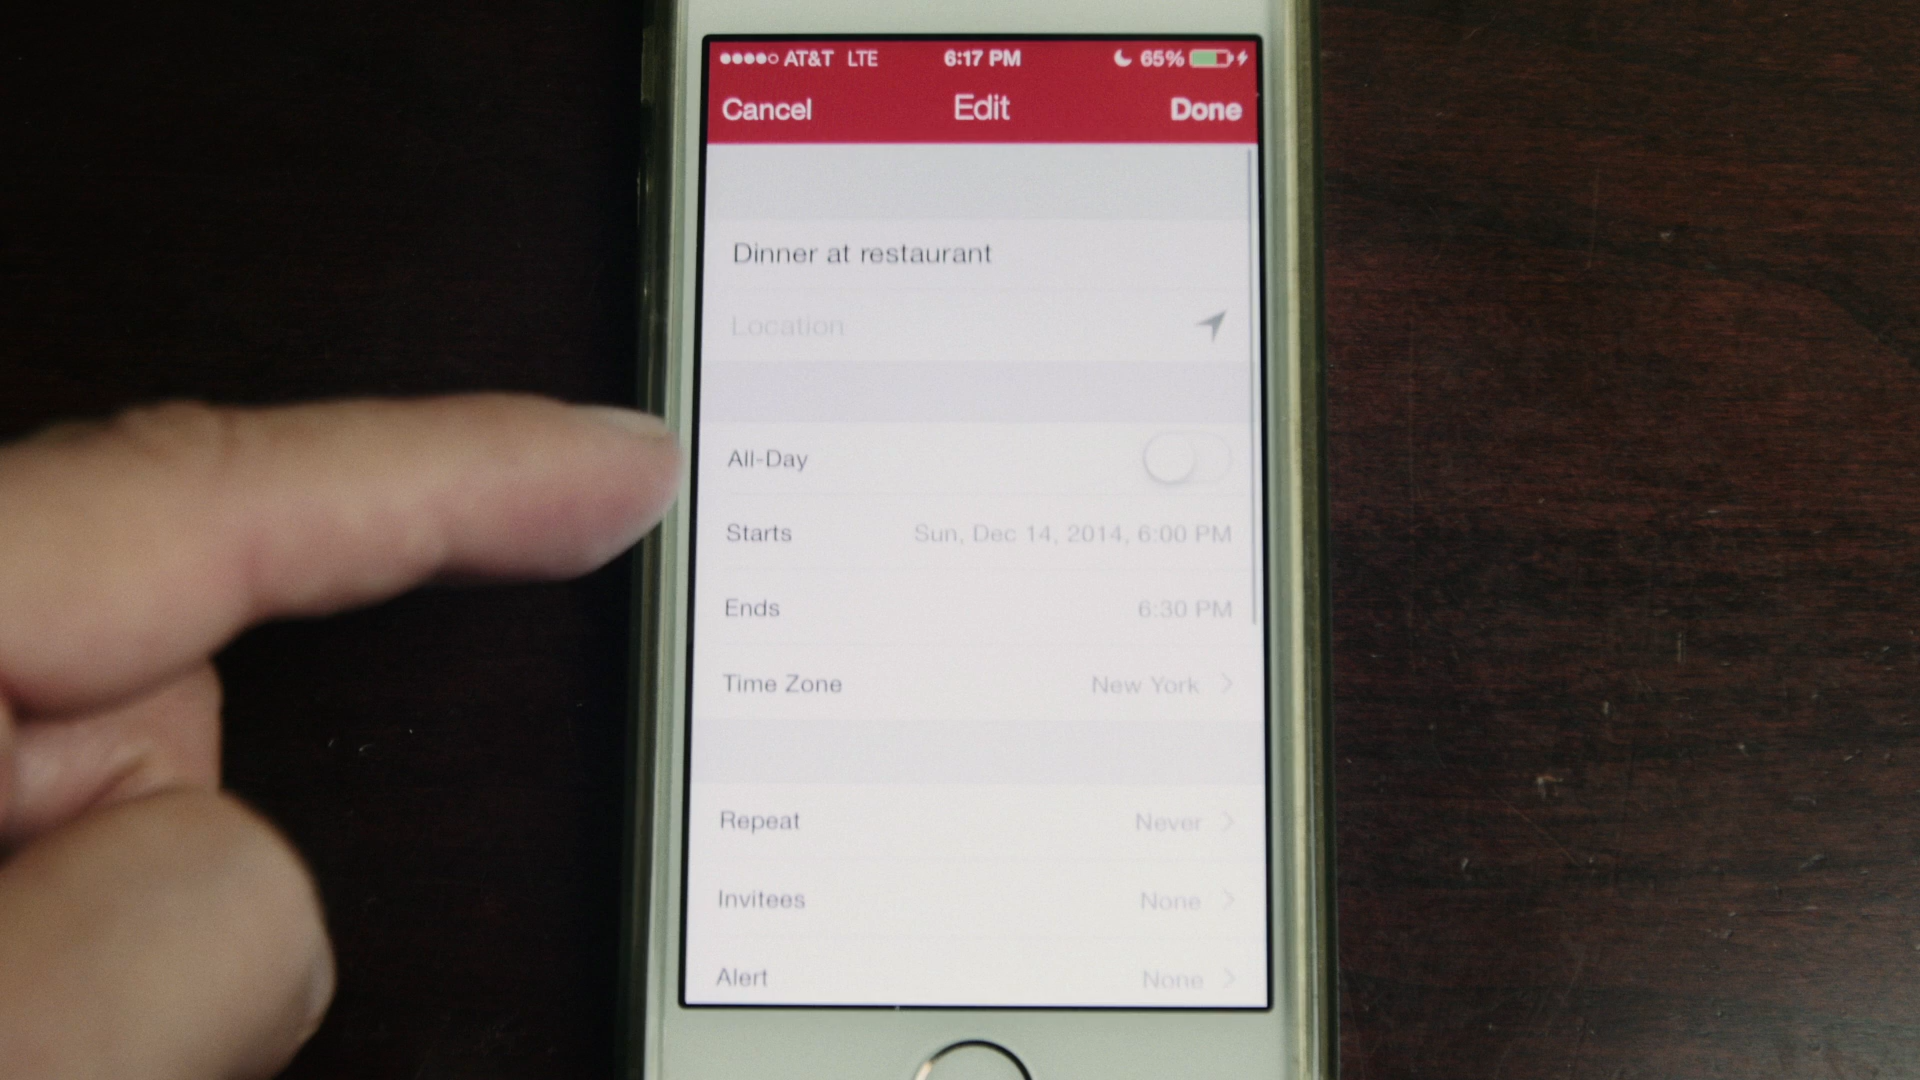 AT&T LTE 6:17 PM 65%
Cancel Edit Done
Dinner at restaurant
Location
All-Day
Starts Sun, Dec 14, 2014, 6:00 PM
Ends 6:30 PM
Time Zone New York
Repeat Never
Invitees None
Alert None